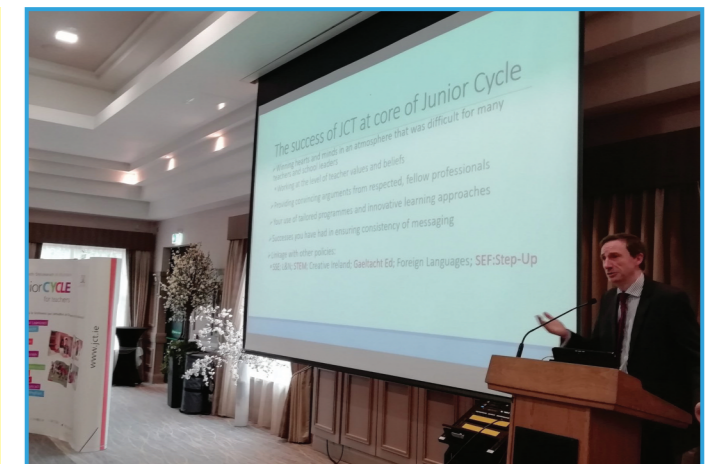 The success of JCT at core of Junior Cycle
➢Winning hearts and minds in an atmosphere that was difficult for many
teachers and school leaders
➢Working at the level of teacher values and beliefs
➢Providing convincing arguments from respected, fellow professionals
➢Your use of tailored programmes and innovative learning approaches
➢Successes you have had in ensuring consistency of messaging
➢Linkage with other policies:
STEM; Creative Ireland; Gaeltacht Ed; Foreign Languages; SEF:Step-Up
ior CYCLE
for teachers
www.jct.ie